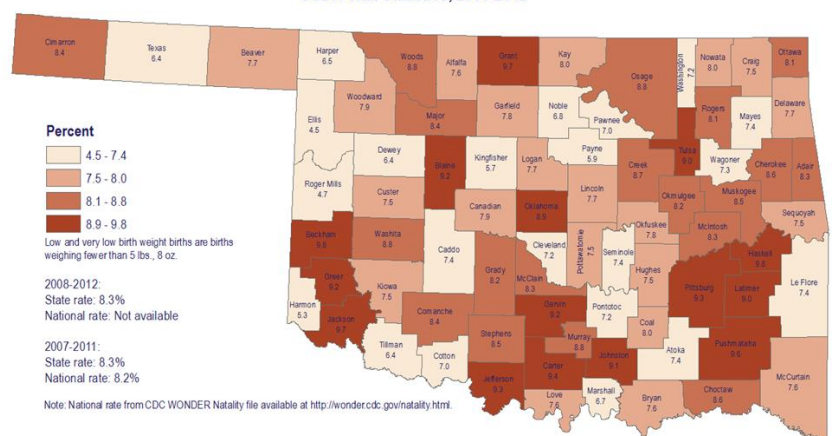 Cimarron
8.4
Texas
6.4
Beaver
7.7
Harper
6.5
Woods
8.8
Alfalfa
7.6
Grant
9.7
Kay
8.0
Osage
8.8
Washington
7.2
Nowata
8.0
Craig
7.5
Ottawa
8.1
Ellis
4.5
Woodward
7.9
Major
8.4
Garfield
7.8
Noble
6.8
Pawnee
7.0
Rogers
8.1
Mayes
7.4
Delaware
7.7
Percent
4.5 - 7.4
7.5 - 8.0
8.1 - 8.8
8.9 - 9.8
Low and very low birth weight births are births
weighing fewer than 5 lbs., 8 oz.
Dewey
6.4
Blaine
9.2
Kingfisher
5.7
Logan
7.7
Payne
5.9
Creek
8.7
Tulsa
9.0
Wagoner
7.3
Cherokee
8.6
Adair
8.3
Roger Mills
4.7
Custer
7.5
Canadian
7.9
Oklahoma
8.9
Lincoln
7.7
Okmulgee
8.2
Muskogee
8.5
Sequoyah
7.5
Beckham
Washita
8.8
Caddo
7.4
Grady
8.2
McClain
8.3
Cleveland
7.2
Pottawatomie
7.5
Seminole
7.4
Okfuskee
7.8
McIntosh
8.3
Haskell
2008-2012:
State rate: 8.3%
National rate: Not available
Harmon
5.3
Greer
9.2
Kiowa
7.5
Jackson
9.7
Comanche
8.4
Garvin
9.2
Pontotoc
7.2
Hughes
7.5
Pittsburg
9.3
Latimer
9.0
Le Flore
7.4
2007-2011:
State rate: 8.3%
National rate: 8.2%
Tillman
6.4
Cotton
7.0
Stephens
8.5
Murray
8.8
Johnston
9.1
Coal
8.0
Atoka
7.4
Pushmataha
9.6
Jefferson
9.3
Carter
9.4
Love
7.6
Marshall
6.7
Bryan
7.6
Choctaw
8.6
McCurtain
7.6
Note: National rate from CDC WONDER Natality file available at http://wonder.cdc.gov/natality.html.